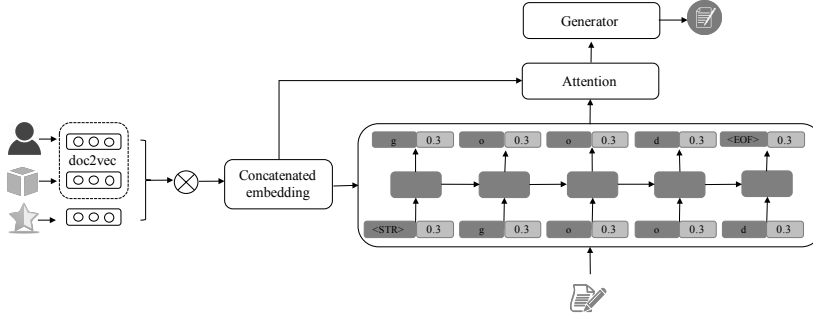 Generator
Attention
g 0.3 o 0.3 o 0.3 d 0.3 <EOF> 0.3
doc2vec
Concatenated
embedding
<STR> 0.3 g 0.3 o 0.3 o 0.3 d 0.3